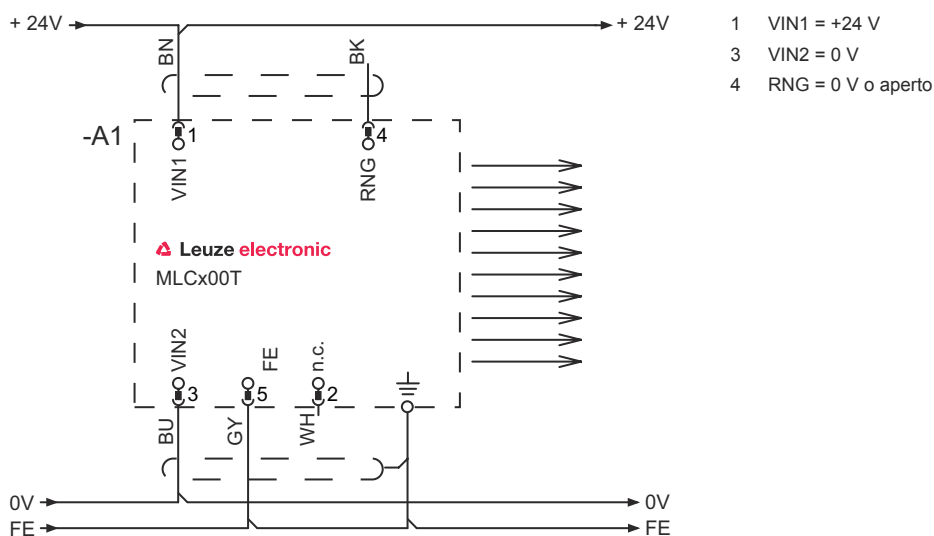 + 24V
+ 24V
1 VIN1 = +24 V
3 VIN2 = 0 V
4 RNG = 0 V o aperto
BN
BK
-A1
1
4
VIN1
RNG
Leuze electronic
MLCx00T
VIN2
FE
n.c.
3
5
2
BU
GY
WH
0V
0V
FE
FE